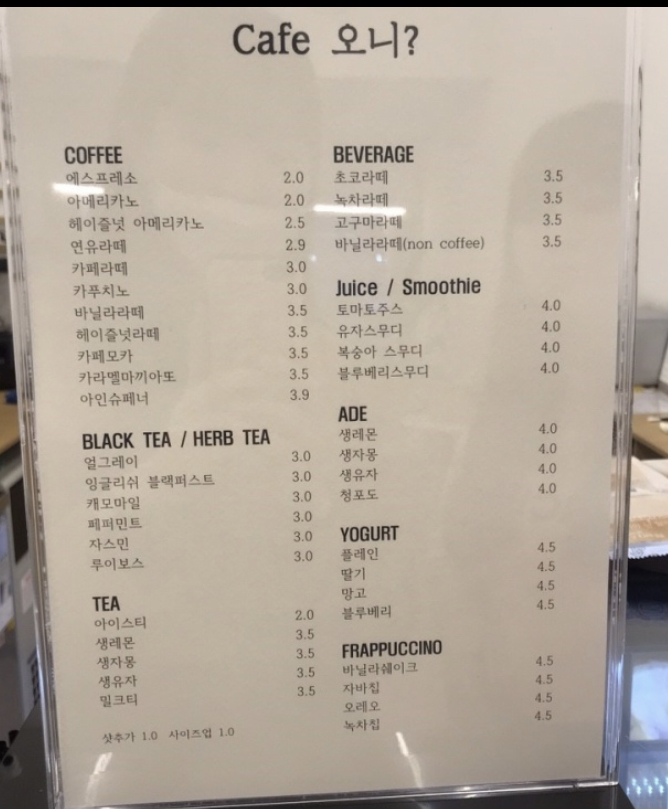 Cafe 오니?
COFFEE
에스프레소 2.0
아메리카노 2.0
헤이즐넛 아메리카노 2.5
연유라떼 2.9
카페라떼 3.0
카푸치노 3.0
바닐라라떼 3.5
헤이즐넛라떼 3.5
카페모카 3.5
카라멜마끼아또 3.5
아인슈페너 3.9
BLACK TEA / HERB TEA
얼그레이 3.0
잉글리쉬 블랙퍼스트 3.0
캐모마일 3.0
페퍼민트 3.0
자스민 3.0
루이보스 3.0
TEA
아이스티 2.0
생레몬 3.5
생자몽 3.5
생유자 3.5
밀크티 3.5
샷추가 1.0 사이즈업 1.0
BEVERAGE
초코라떼 3.5
녹차라떼 3.5
고구마라떼 3.5
바닐라라떼(non coffee) 3.5
Juice / Smoothie
토마토주스 4.0
유자스무디 4.0
복숭아 스무디 4.0
블루베리스무디 4.0
ADE
생레몬 4.0
생자몽 4.0
생유자 4.0
청포도 4.0
YOGURT
플레인 4.5
딸기 4.5
망고 4.5
블루베리 4.5
FRAPPUCCINO
바닐라쉐이크 4.5
자바칩 4.5
오레오 4.5
녹차칩 4.5